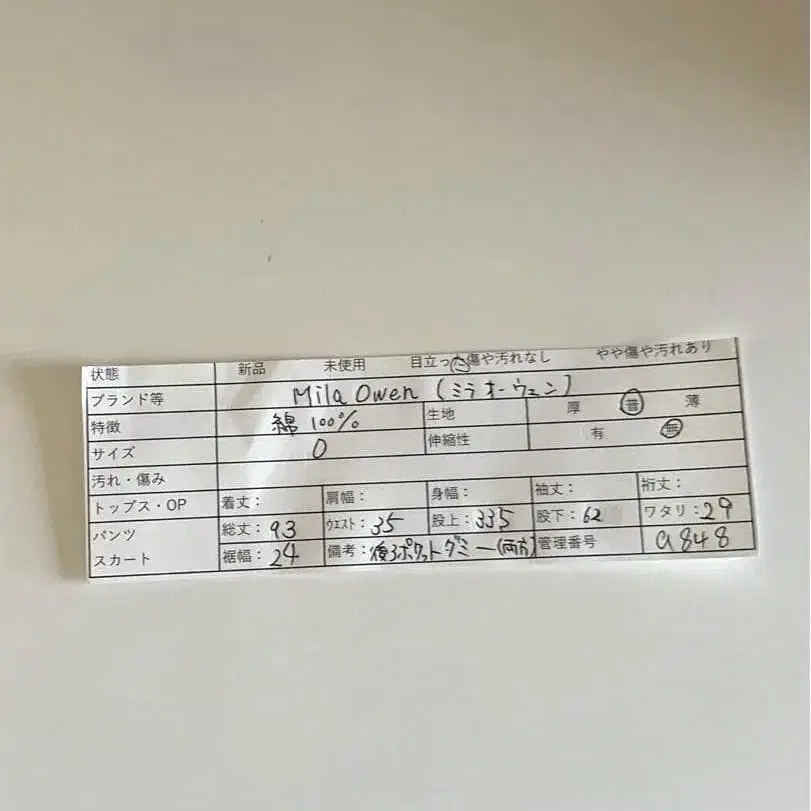 状態 新品 未使用 目立った傷や汚れなし やや傷や汚れあり
ブランド等 Mila Owen (ミラ オーウェン)
特徴 綿 100% 生地 厚 普 薄
サイズ 0 伸縮性 有 無
汚れ・傷み
トップス・OP 着丈: 肩幅: 身幅: 袖丈: 裄丈:
パンツ 総丈: 93 ウエスト: 35 股上: 335 股下: 62 ワタリ: 29
スカート 裾幅: 24 備考: 後ろポケットダミー(両方) 管理番号 a848